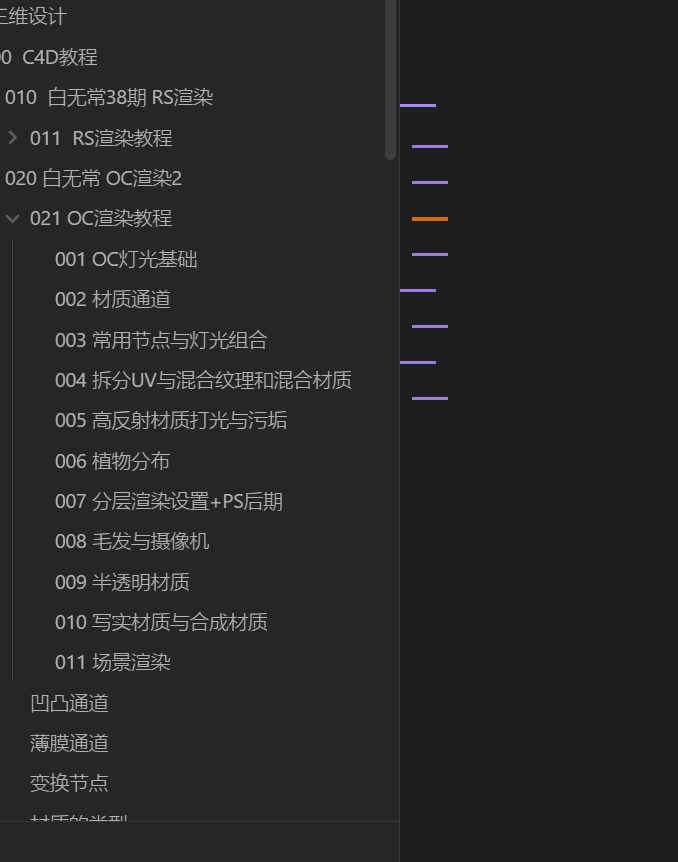 三维设计
00 C4D教程
010 白无常38期 RS渲染
011 RS渲染教程
020 白无常 OC渲染2
021 OC渲染教程
001 OC灯光基础
002 材质通道
003 常用节点与灯光组合
004 拆分UV与混合纹理和混合材质
005 高反射材质打光与污垢
006 植物分布
007 分层渲染设置+PS后期
008 毛发与摄像机
009 半透明材质
010 写实材质与合成材质
011 场景渲染
凹凸通道
薄膜通道
变换节点
材质的类型